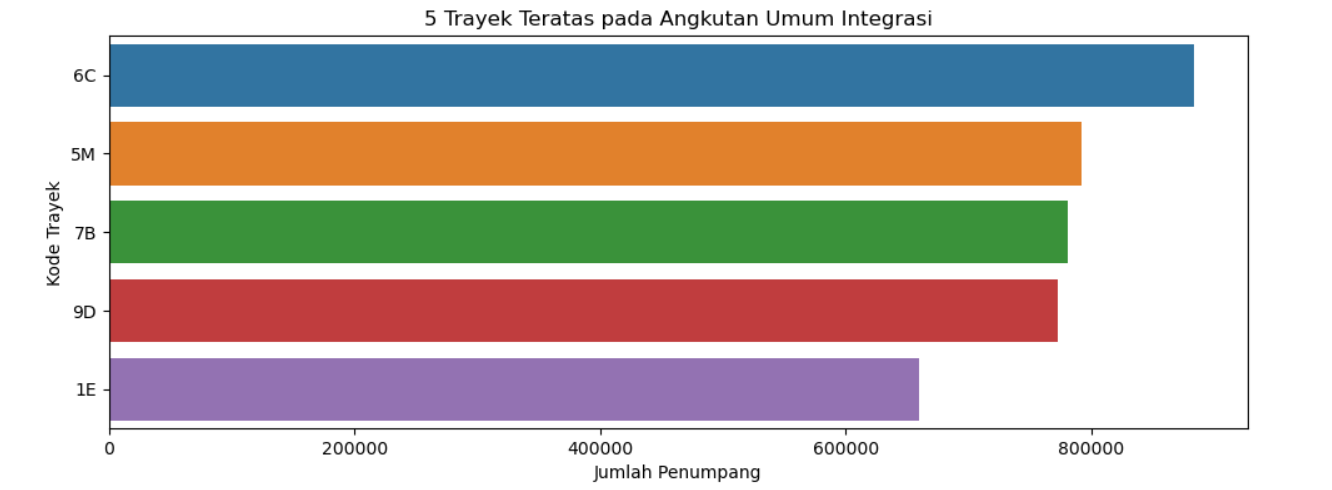 5 Trayek Teratas pada Angkutan Umum Integrasi
Kode Trayek
6C
5M
7B
9D
1E
0 200000 400000 600000 800000
Jumlah Penumpang